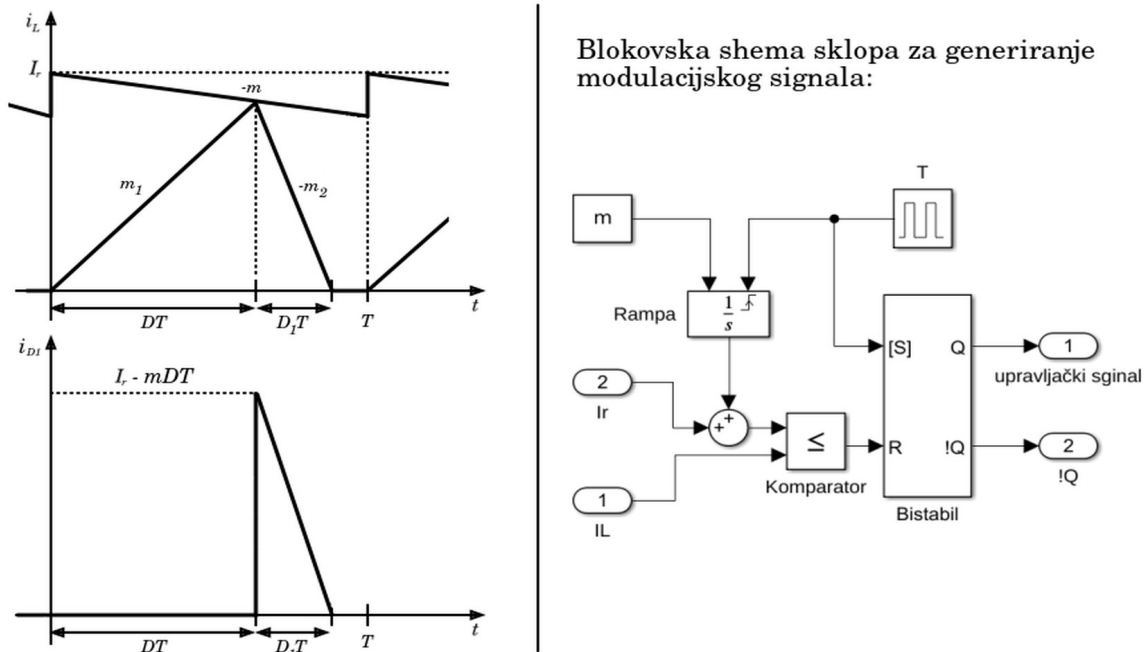 i_L
I_r
-m
m_1
-m_2
DT
D_1T
T
t
i_D1
I_r - mDT
DT
T
t
Blokovska shema sklopa za generiranje
modulacijskog signala:
T
m
Rampa
1
s
2
Ir
+
+
≤
Komparator
1
IL
[S]
Q
R
!Q
Bistabil
1
upravljački sginal
2
!Q